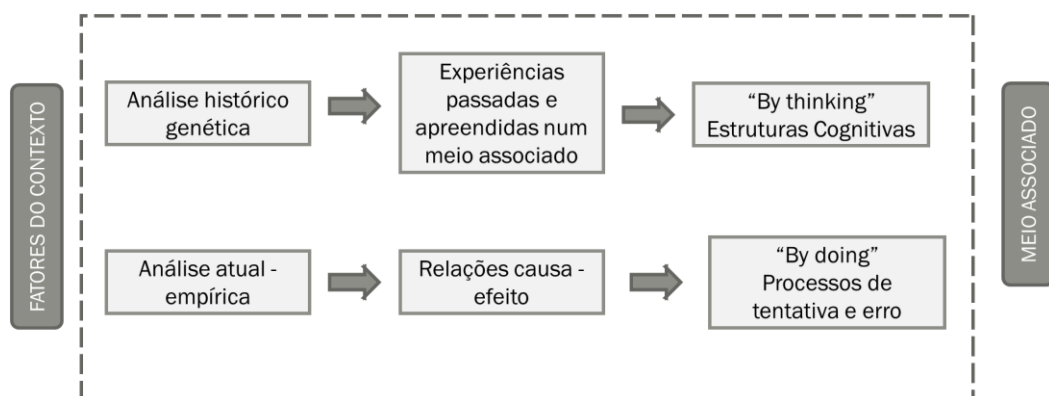 FATORES DO CONTEXTO
Análise histórico
genética
Experiências
passadas e
apreendidas num
meio associado
“By thinking”
Estruturas Cognitivas
Análise atual -
empírica
Relações causa -
efeito
“By doing”
Processos de
tentativa e erro
MEIO ASSOCIADO